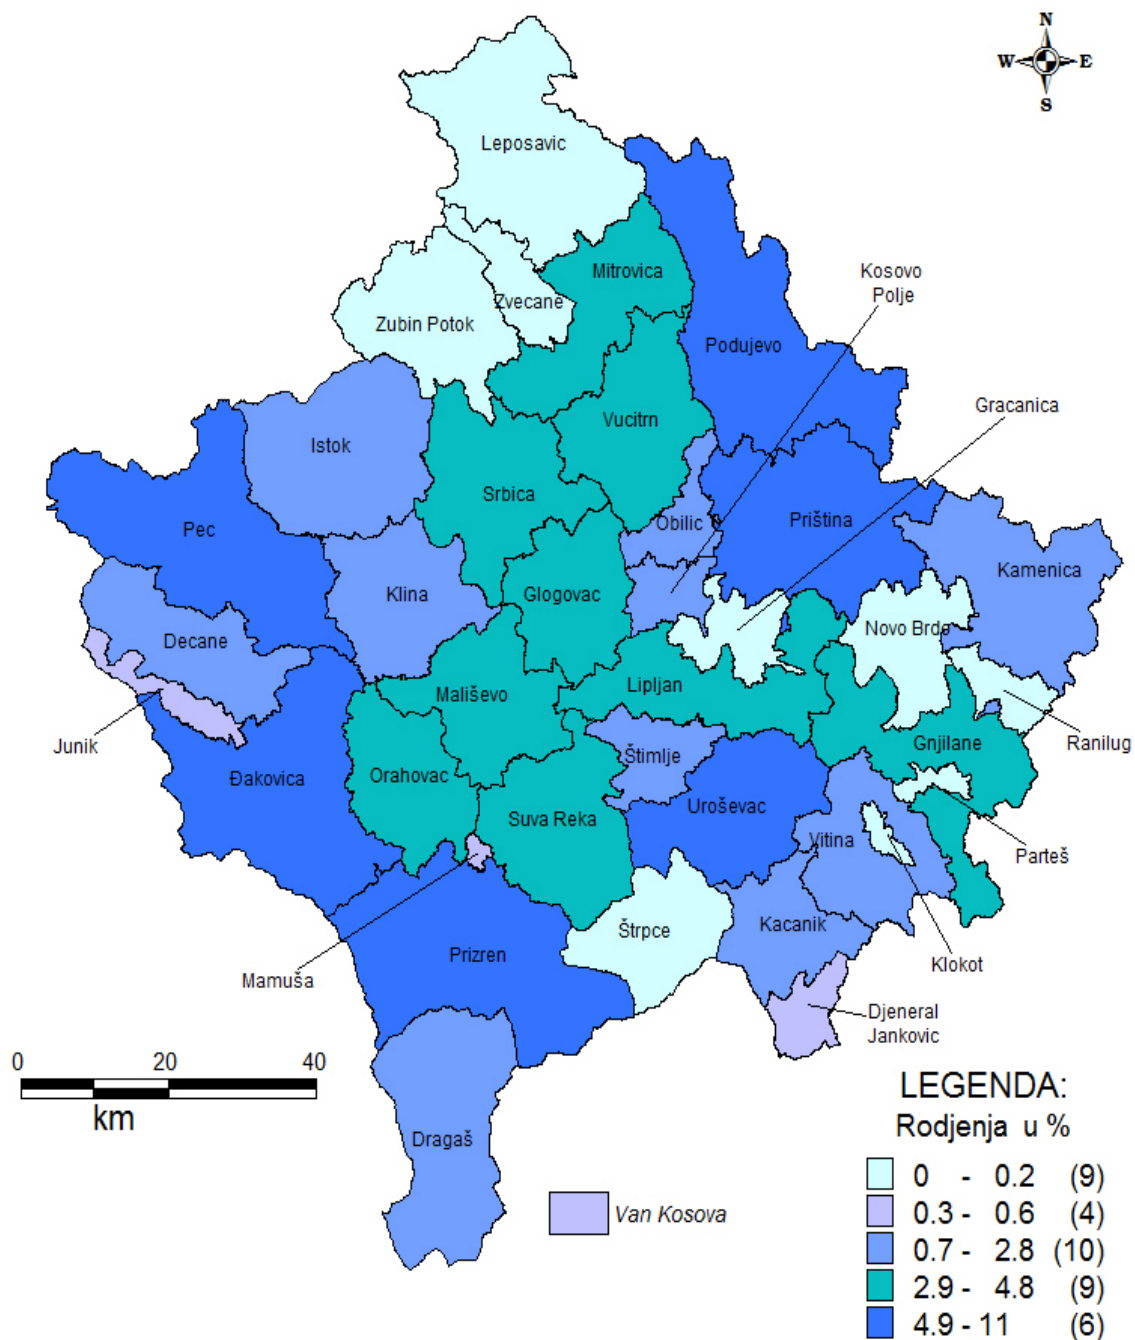 N
W E
S
Leposavic
Mitrovica
Kosovo
Polje
Zvecane
Zubin Potok
Podujevo
Gracanica
Vucitrn
Istok
Srbica
Pec
Obilic
Priština
Kamenica
Klina
Glogovac
Novo Brdo
Decane
Mališevo
Lipljan
Junik
Gnjilane
Ranilug
Đakovica
Orahovac
Štimlje
Uroševac
Suva Reka
Vitina
Parteš
Štrpce
Kacanik
Prizren
Klokot
Mamuša
Djeneral
Jankovic
0 20 40
km
Dragaš
Van Kosova
LEGENDA:
Rodjenja u %
0 - 0.2 (9)
0.3 - 0.6 (4)
0.7 - 2.8 (10)
2.9 - 4.8 (9)
4.9 - 11 (6)